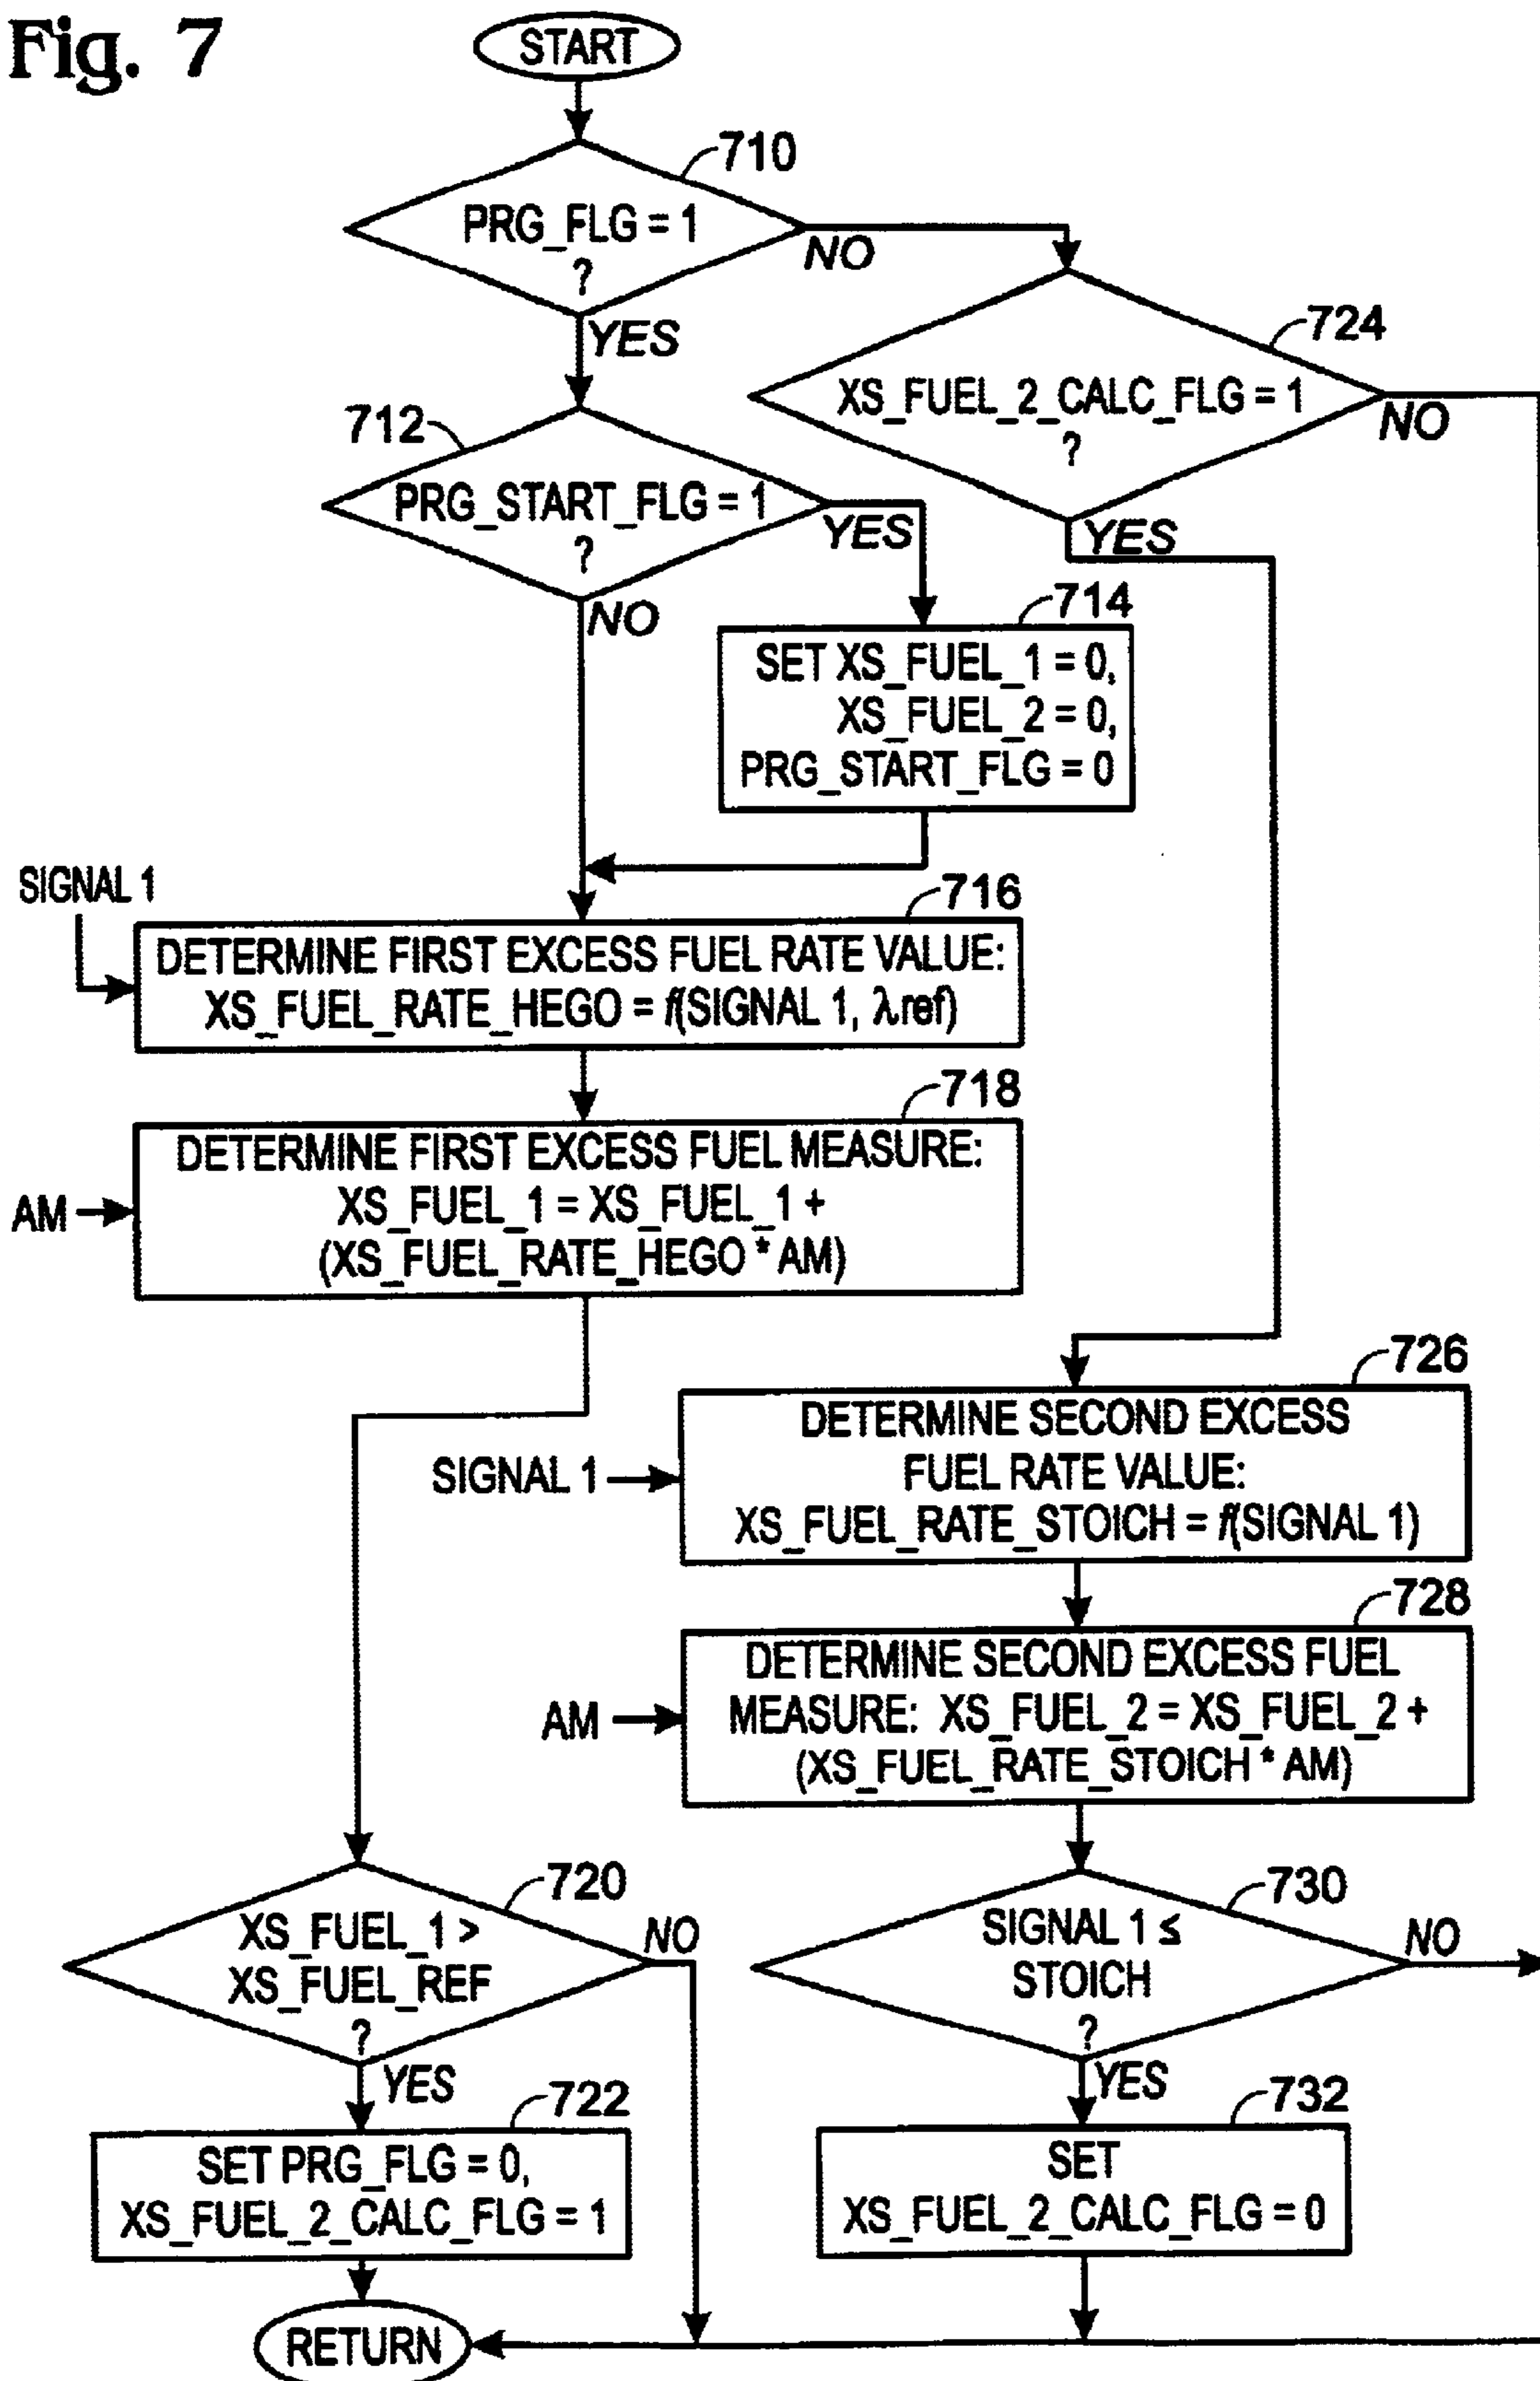 Fig. 7
START
710
PRG_FLG = 1
?
NO
YES
724
XS_FUEL_2_CALC_FLG = 1
?
NO
YES
712
PRG_START_FLG = 1
?
YES
NO
714
SET XS_FUEL_1 = 0,
XS_FUEL_2 = 0,
PRG_START_FLG = 0
SIGNAL 1
716
DETERMINE FIRST EXCESS FUEL RATE VALUE:
XS_FUEL_RATE_HEGO = f(SIGNAL 1, λref)
718
AM
DETERMINE FIRST EXCESS FUEL MEASURE:
XS_FUEL_1 = XS_FUEL_1 +
(XS_FUEL_RATE_HEGO * AM)
726
SIGNAL 1
DETERMINE SECOND EXCESS
FUEL RATE VALUE:
XS_FUEL_RATE_STOICH = f(SIGNAL 1)
728
AM
DETERMINE SECOND EXCESS FUEL
MEASURE: XS_FUEL_2 = XS_FUEL_2 +
(XS_FUEL_RATE_STOICH * AM)
720
XS_FUEL_1 >
XS_FUEL_REF
?
NO
YES
730
SIGNAL 1 ≤
STOICH
?
NO
YES
722
SET PRG_FLG = 0,
XS_FUEL_2_CALC_FLG = 1
732
SET
XS_FUEL_2_CALC_FLG = 0
RETURN